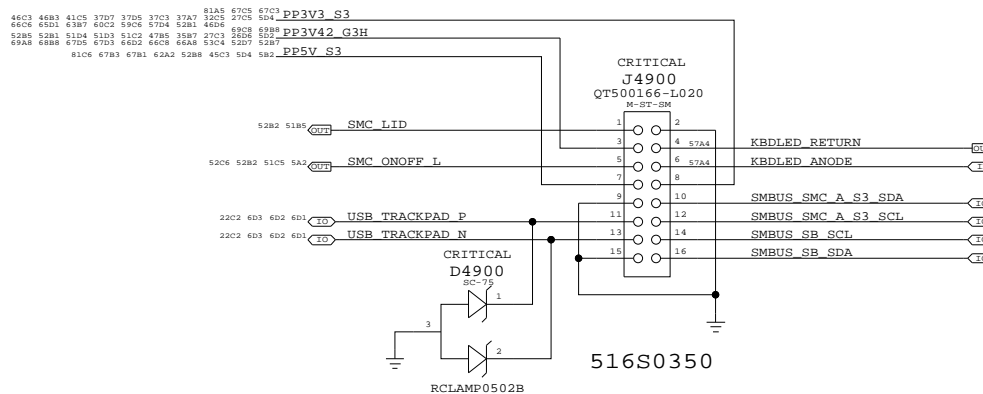 81A5 67C5 67C3
46C3 46B3 41C5 37D7 37D5 37C3 37A7 32C5 27C5 5D4 PP3V3_S3
66C6 65D1 63B7 60C2 59C6 57D4 52B1 46D6
69C8 69B8
52B5 52B1 51D4 51D3 51C2 47B5 35B7 27C3 26D6 5D2 PP3V42_G3H
69A8 68B8 67D5 67D3 66D2 66C8 66A8 53C4 52D7 52B7
81C6 67B3 67B1 62A2 52B8 45C3 5D4 5B2 PP5V_S3
CRITICAL
J4900
QT500166-L020
M-ST-SM
52B2 51B5 OUT SMC_LID 1 2
3 4 57A4 KBDLED_RETURN OU
52C6 52B2 51C5 5A2 OUT SMC_ONOFF_L 5 6 57A4 KBDLED_ANODE I
7 8
9 10 SMBUS_SMC_A_S3_SDA IO
22C2 6D3 6D2 6D1 IO USB_TRACKPAD_P 11 12 SMBUS_SMC_A_S3_SCL IO
22C2 6D3 6D2 6D1 IO USB_TRACKPAD_N 13 14 SMBUS_SB_SCL IO
15 16 SMBUS_SB_SDA IO
CRITICAL
D4900
SC-75
1
3
2
516S0350
RCLAMP0502B